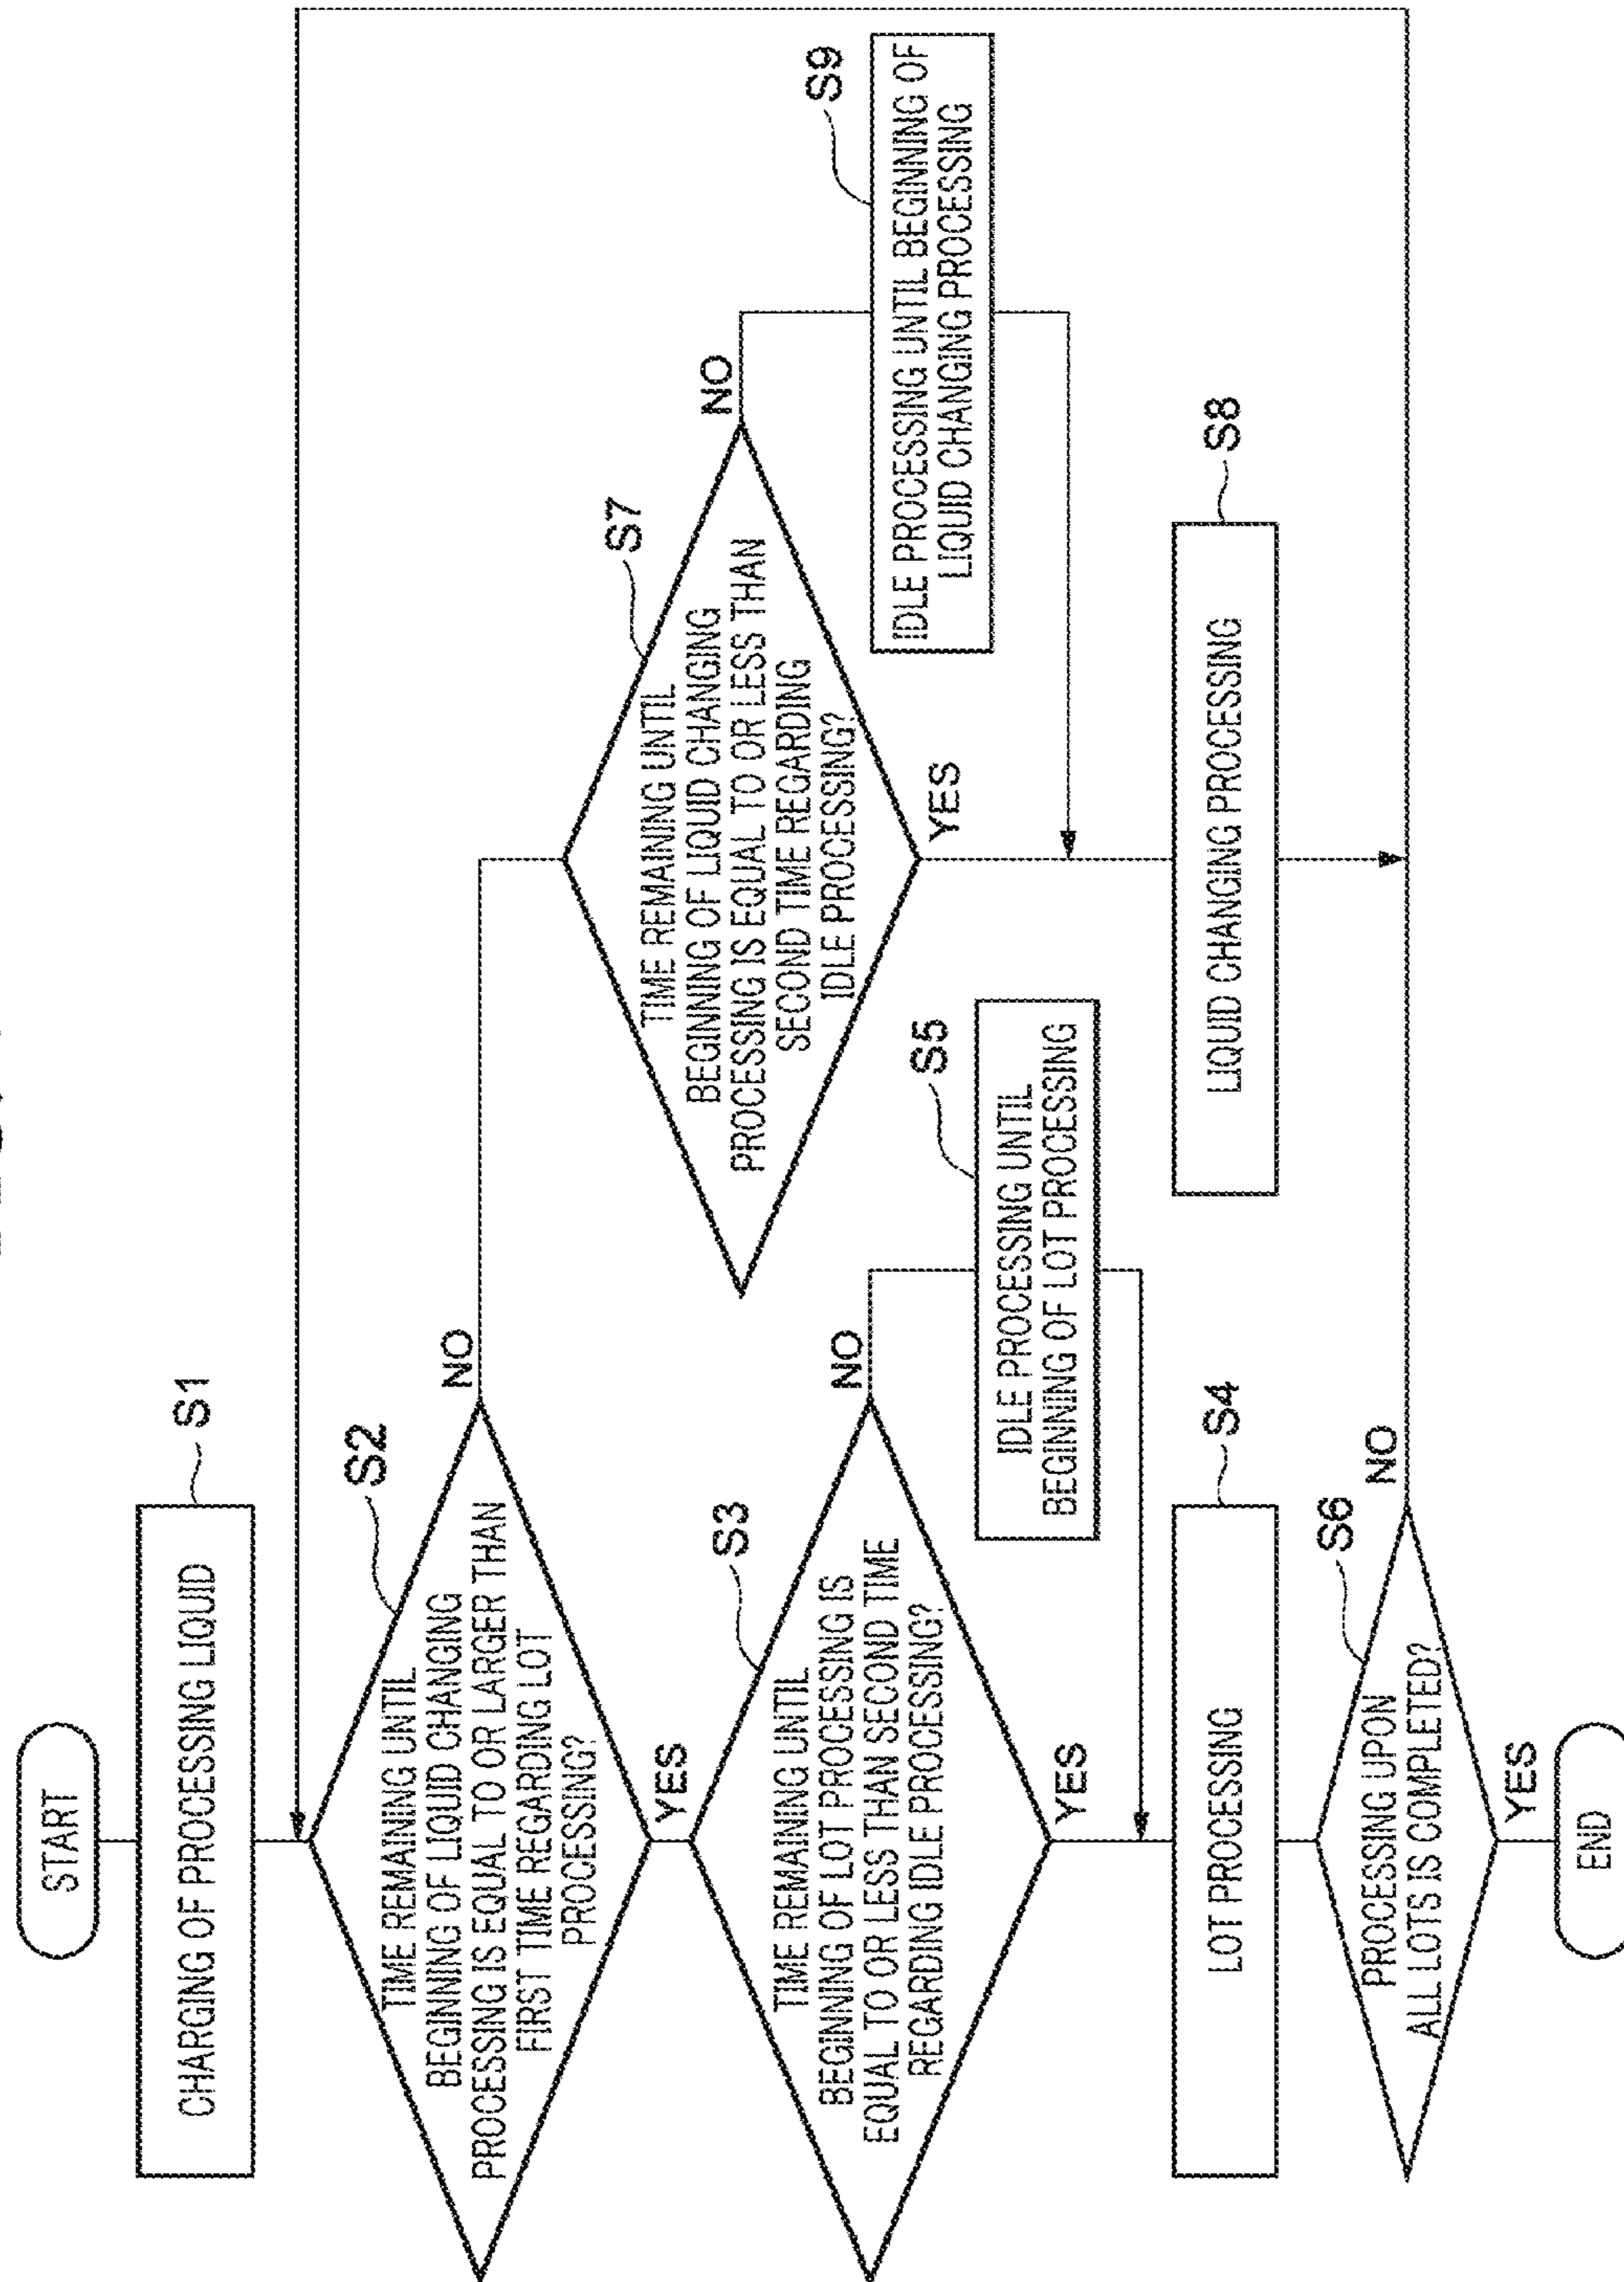 START
CHARGING OF PROCESSING LIQUID
S1
TIME REMAINING UNTIL
BEGINNING OF LIQUID CHANGING
PROCESSING IS EQUAL TO OR LARGER THAN
FIRST TIME REGARDING LOT
PROCESSING?
S2
NO
YES
TIME REMAINING UNTIL
BEGINNING OF LOT PROCESSING IS
EQUAL TO OR LESS THAN SECOND TIME
REGARDING IDLE PROCESSING?
S3
NO
YES
IDLE PROCESSING UNTIL
BEGINNING OF LOT PROCESSING
S5
LOT PROCESSING
S4
PROCESSING UPON
ALL LOTS IS COMPLETED?
S6
NO
YES
END
TIME REMAINING UNTIL
BEGINNING OF LIQUID CHANGING
PROCESSING IS EQUAL TO OR LESS THAN
SECOND TIME REGARDING
IDLE PROCESSING?
S7
NO
YES
IDLE PROCESSING UNTIL BEGINNING OF
LIQUID CHANGING PROCESSING
S9
LIQUID CHANGING PROCESSING
S8